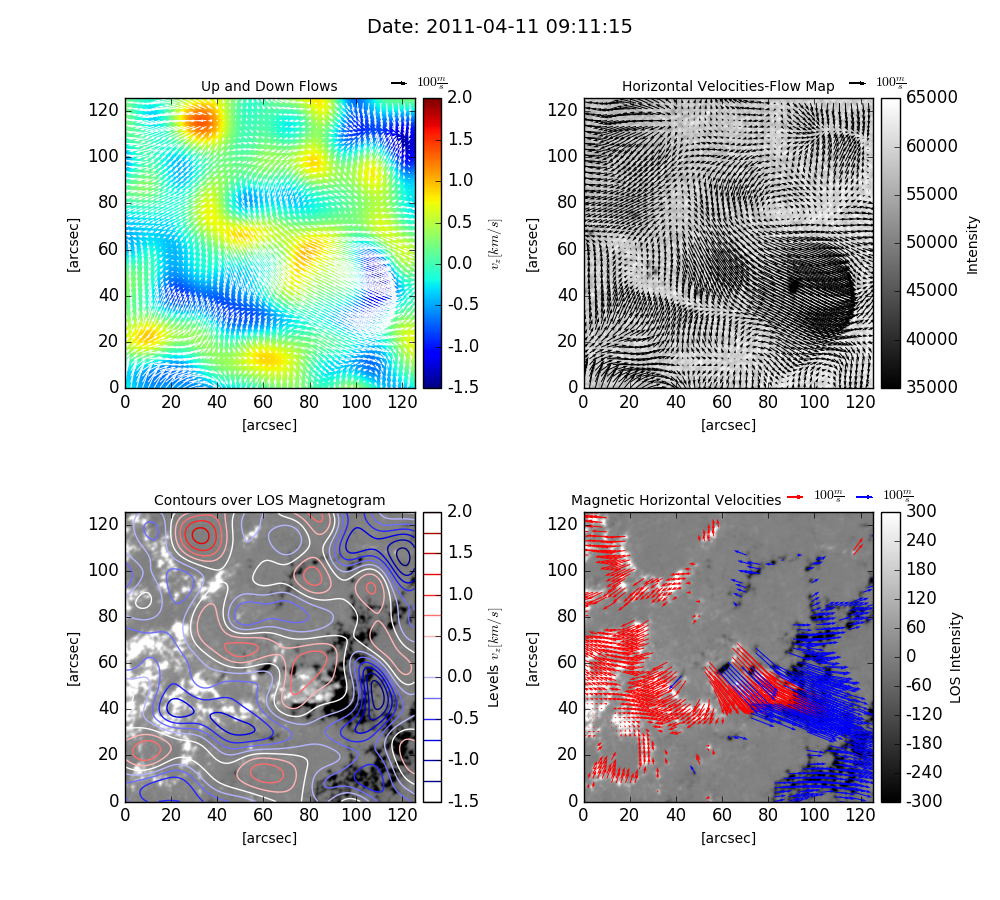 Date: 2011-04-11 09:11:15
Up and Down Flows
100 m/s
120
100
80
60
40
20
0
[arcsec]
0 20 40 60 80 100 120
[arcsec]
2.0
1.5
1.0
0.5
0.0
-0.5
-1.0
-1.5
v_z [km/s]
Horizontal Velocities-Flow Map
100 m/s
120
100
80
60
40
20
0
[arcsec]
0 20 40 60 80 100 120
[arcsec]
65000
60000
55000
50000
45000
40000
35000
Intensity
Contours over LOS Magnetogram
120
100
80
60
40
20
0
[arcsec]
0 20 40 60 80 100 120
[arcsec]
2.0
1.5
1.0
0.5
0.0
-0.5
-1.0
-1.5
Levels v_z [km/s]
Magnetic Horizontal Velocities
100 m/s
100 m/s
120
100
80
60
40
20
0
[arcsec]
0 20 40 60 80 100 120
[arcsec]
300
240
180
120
60
0
-60
-120
-180
-240
-300
LOS Intensity